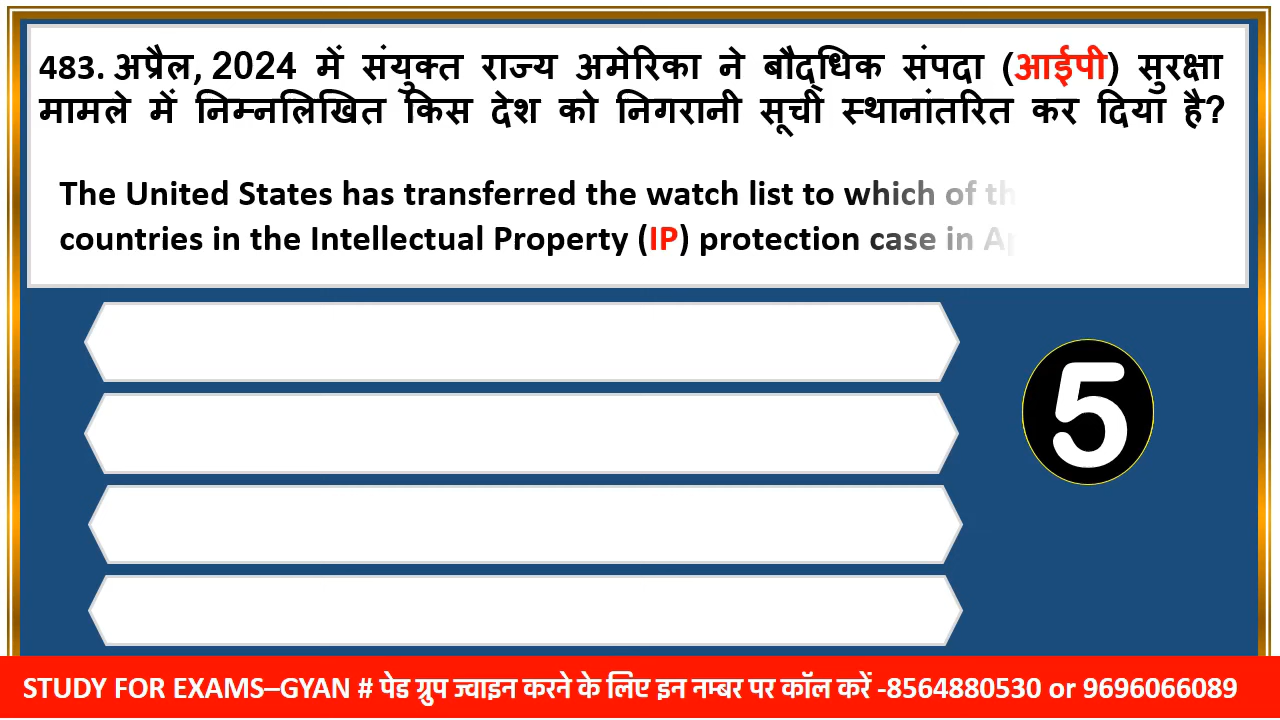 483. अप्रैल, 2024 में संयुक्त राज्य अमेरिका ने बौद्धिक संपदा (आईपी) सुरक्षा
मामले में निम्नलिखित किस देश को निगरानी सूची स्थानांतरित कर दिया है?
The United States has transferred the watch list to which of
countries in the Intellectual Property (IP) protection case in
5
STUDY FOR EXAMS–GYAN # पेड ग्रुप ज्वाइन करने के लिए इन नम्बर पर कॉल करें -8564880530 or 9696066089